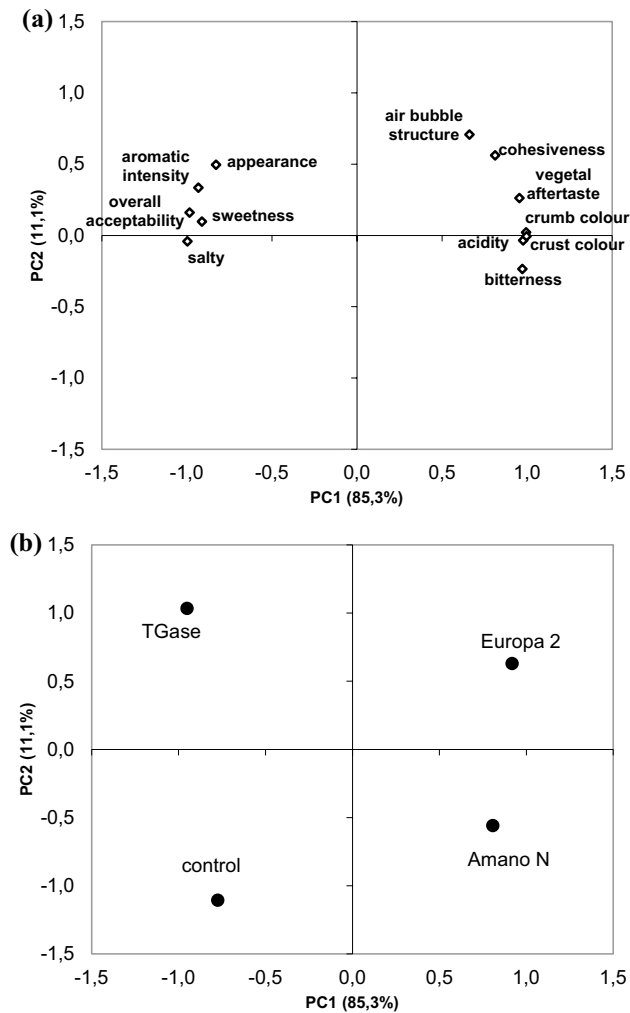 (a)
1,5
1,0
0,5
0,0
-0,5
-1,0
-1,5
PC2 (11,1%)
air bubble
structure
cohesiveness
aromatic
intensity
appearance
vegetal
aftertaste
overall
acceptability
sweetness
crumb colour
salty
acidity
crust colour
bitterness
-1,5 -1,0 -0,5 0,0 0,5 1,0 1,5
PC1 (85,3%)
(b)
1,5
1,0
0,5
0,0
-0,5
-1,0
-1,5
PC2 (11,1%)
TGase
Europa 2
control
Amano N
-1,5 -1,0 -0,5 0,0 0,5 1,0 1,5
PC1 (85,3%)